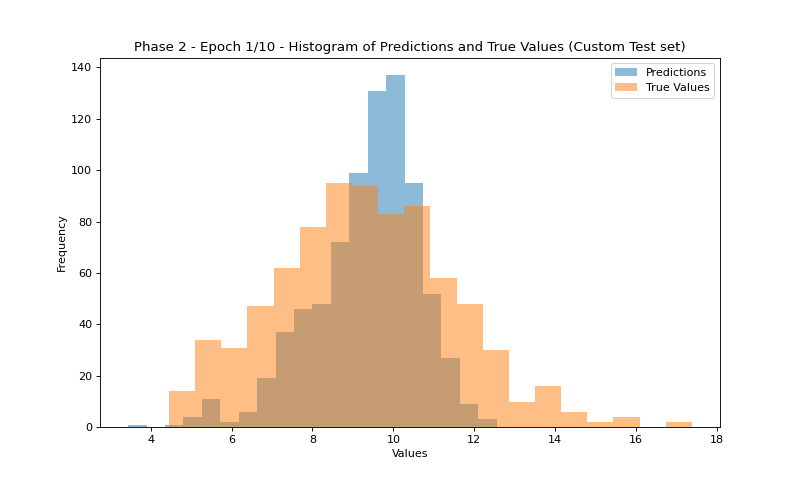 Phase 2 - Epoch 1/10 - Histogram of Predictions and True Values (Custom Test set)
Predictions
True Values
140
120
100
80
60
40
20
0
Frequency
4 6 8 10 12 14 16 18
Values